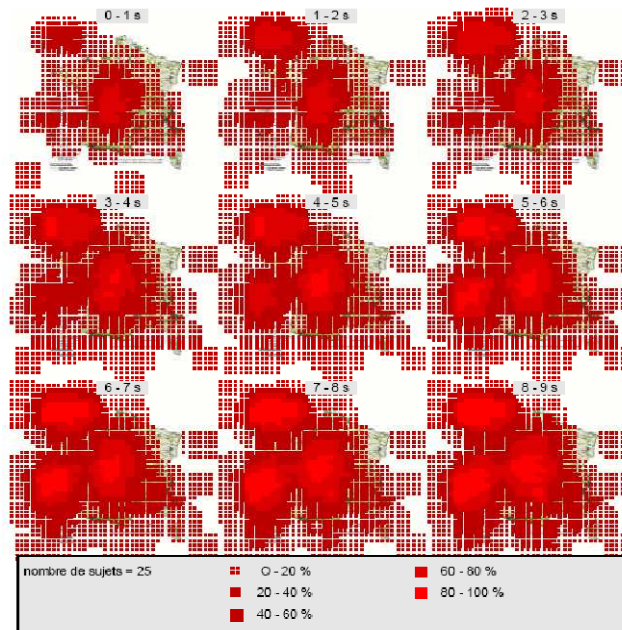 0 - 1 s
1 - 2 s
2 - 3 s
3 - 4 s
4 - 5 s
5 - 6 s
6 - 7 s
7 - 8 s
8 - 9 s
nombre de sujets = 25
0 - 20 %
20 - 40 %
40 - 60 %
60 - 80 %
80 - 100 %